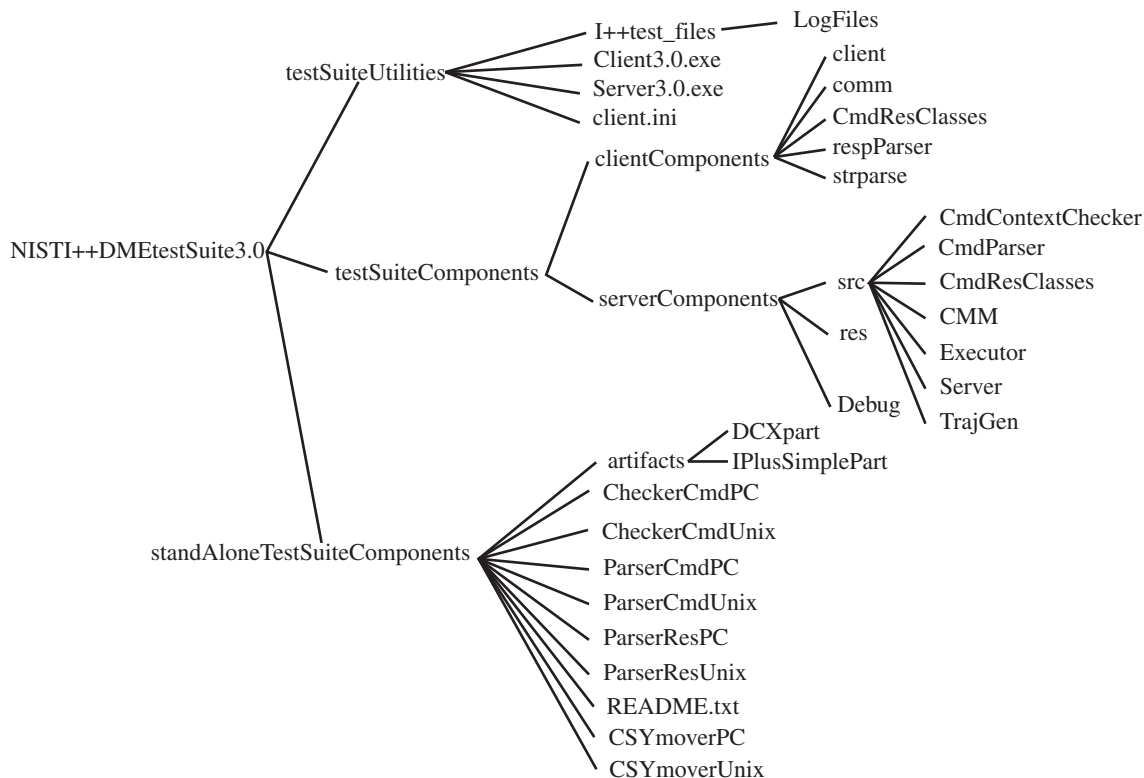 NISTI++DMEtestSuite3.0
testSuiteUtilities
I++test_files
LogFiles
Client3.0.exe
Server3.0.exe
client.ini
testSuiteComponents
clientComponents
client
comm
CmdResClasses
respParser
strparse
serverComponents
src
CmdContextChecker
CmdParser
CmdResClasses
CMM
Executor
Server
TrajGen
res
Debug
standAloneTestSuiteComponents
artifacts
DCXpart
IPlusSimplePart
CheckerCmdPC
CheckerCmdUnix
ParserCmdPC
ParserCmdUnix
ParserResPC
ParserResUnix
README.txt
CSYmoverPC
CSYmoverUnix